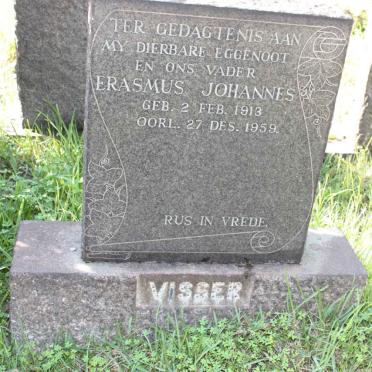 TER GEDAGTENIS AAN
MY DIERBARE EGGENOOT
EN ONS VADER
ERASMUS JOHANNES
GEB. 2 FEB. 1913
OORL. 27 DES. 1959.
RUS IN VREDE.
VISSER